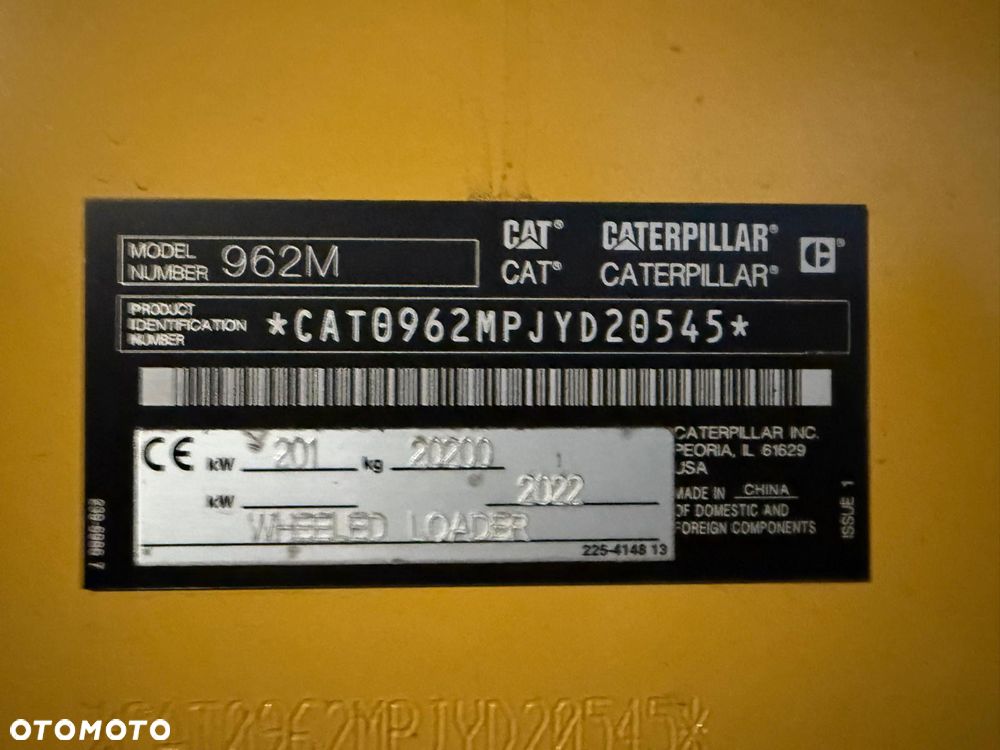 MODEL
NUMBER 962M
CAT® CATERPILLAR®
CAT® CATERPILLAR®
PRODUCT
IDENTIFICATION
NUMBER
*CAT0962MPJYD20545*
CE kW 201 kg 20200
kW 2022
WHEELED LOADER
225-4148 13
CATERPILLAR INC.
PEORIA, IL 61629
USA
MADE IN CHINA
OF DOMESTIC AND
FOREIGN COMPONENTS
ISSUE 1
*CAT0962MPJYD20545*
OTOMOTO